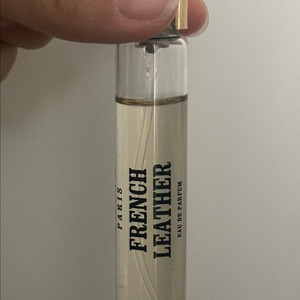 PARIS
FRENCH
LEATHER
EAU DE PARFUM